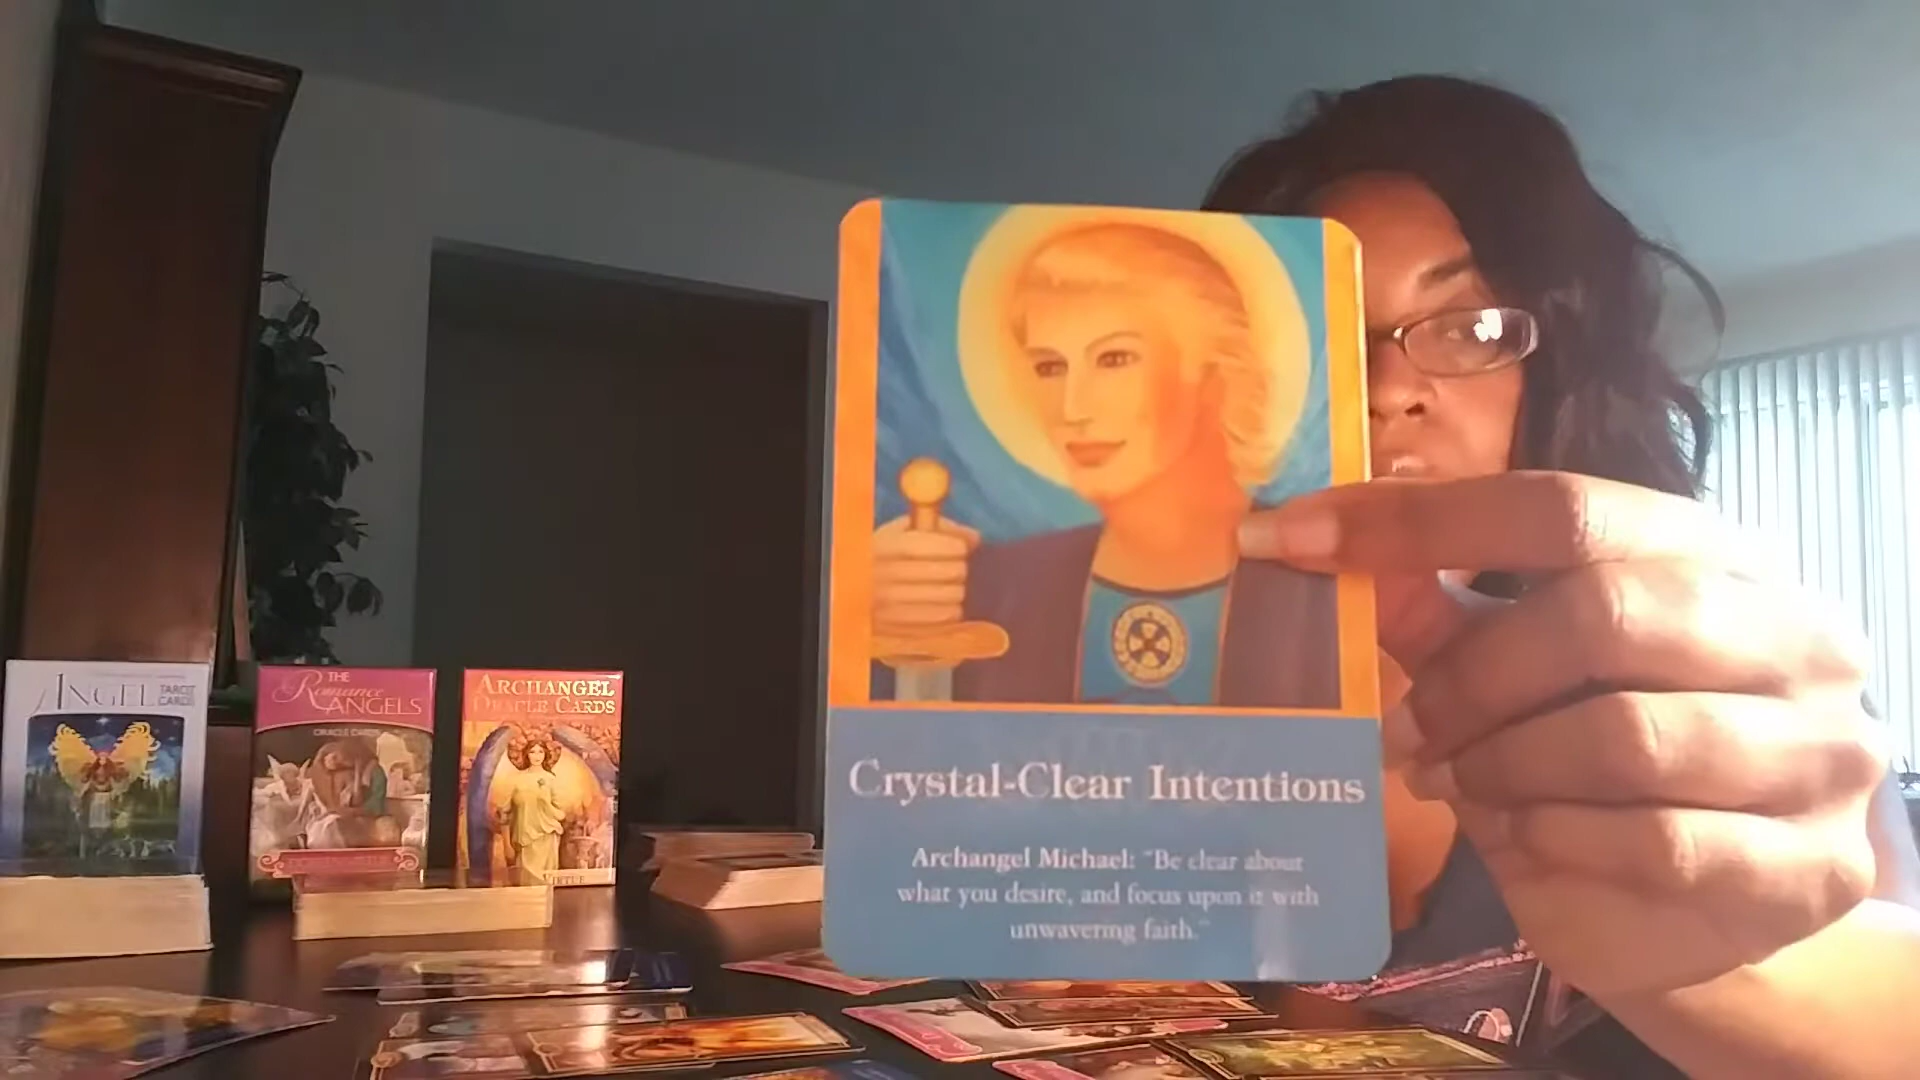 ANGEL TAROT
CARDS
THE
Romance
ANGELS
ORACLE CARDS
ARCHANGEL
ORACLE CARDS
VIRTUE
Crystal-Clear Intentions
Archangel Michael: "Be clear about
what you desire, and focus upon it with
unwavering faith."